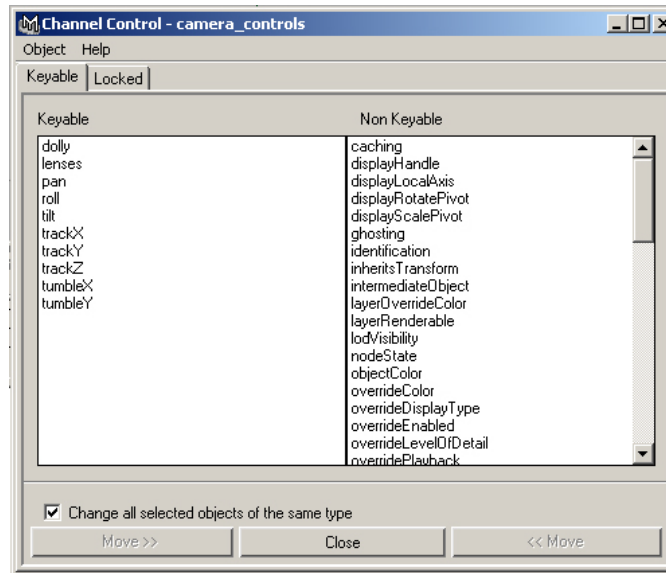 Channel Control - camera_controls
Object Help
Keyable Locked
Keyable
dolly
lenses
pan
roll
tilt
trackX
trackY
trackZ
tumbleX
tumbleY
Non Keyable
caching
displayHandle
displayLocalAxis
displayRotatePivot
displayScalePivot
ghosting
identification
inheritsTransform
intermediateObject
layerOverrideColor
layerRenderable
lodVisibility
nodeState
objectColor
overrideColor
overrideDisplayType
overrideEnabled
overrideLevelOfDetail
overridePlayback
Change all selected objects of the same type
Move >> Close << Move